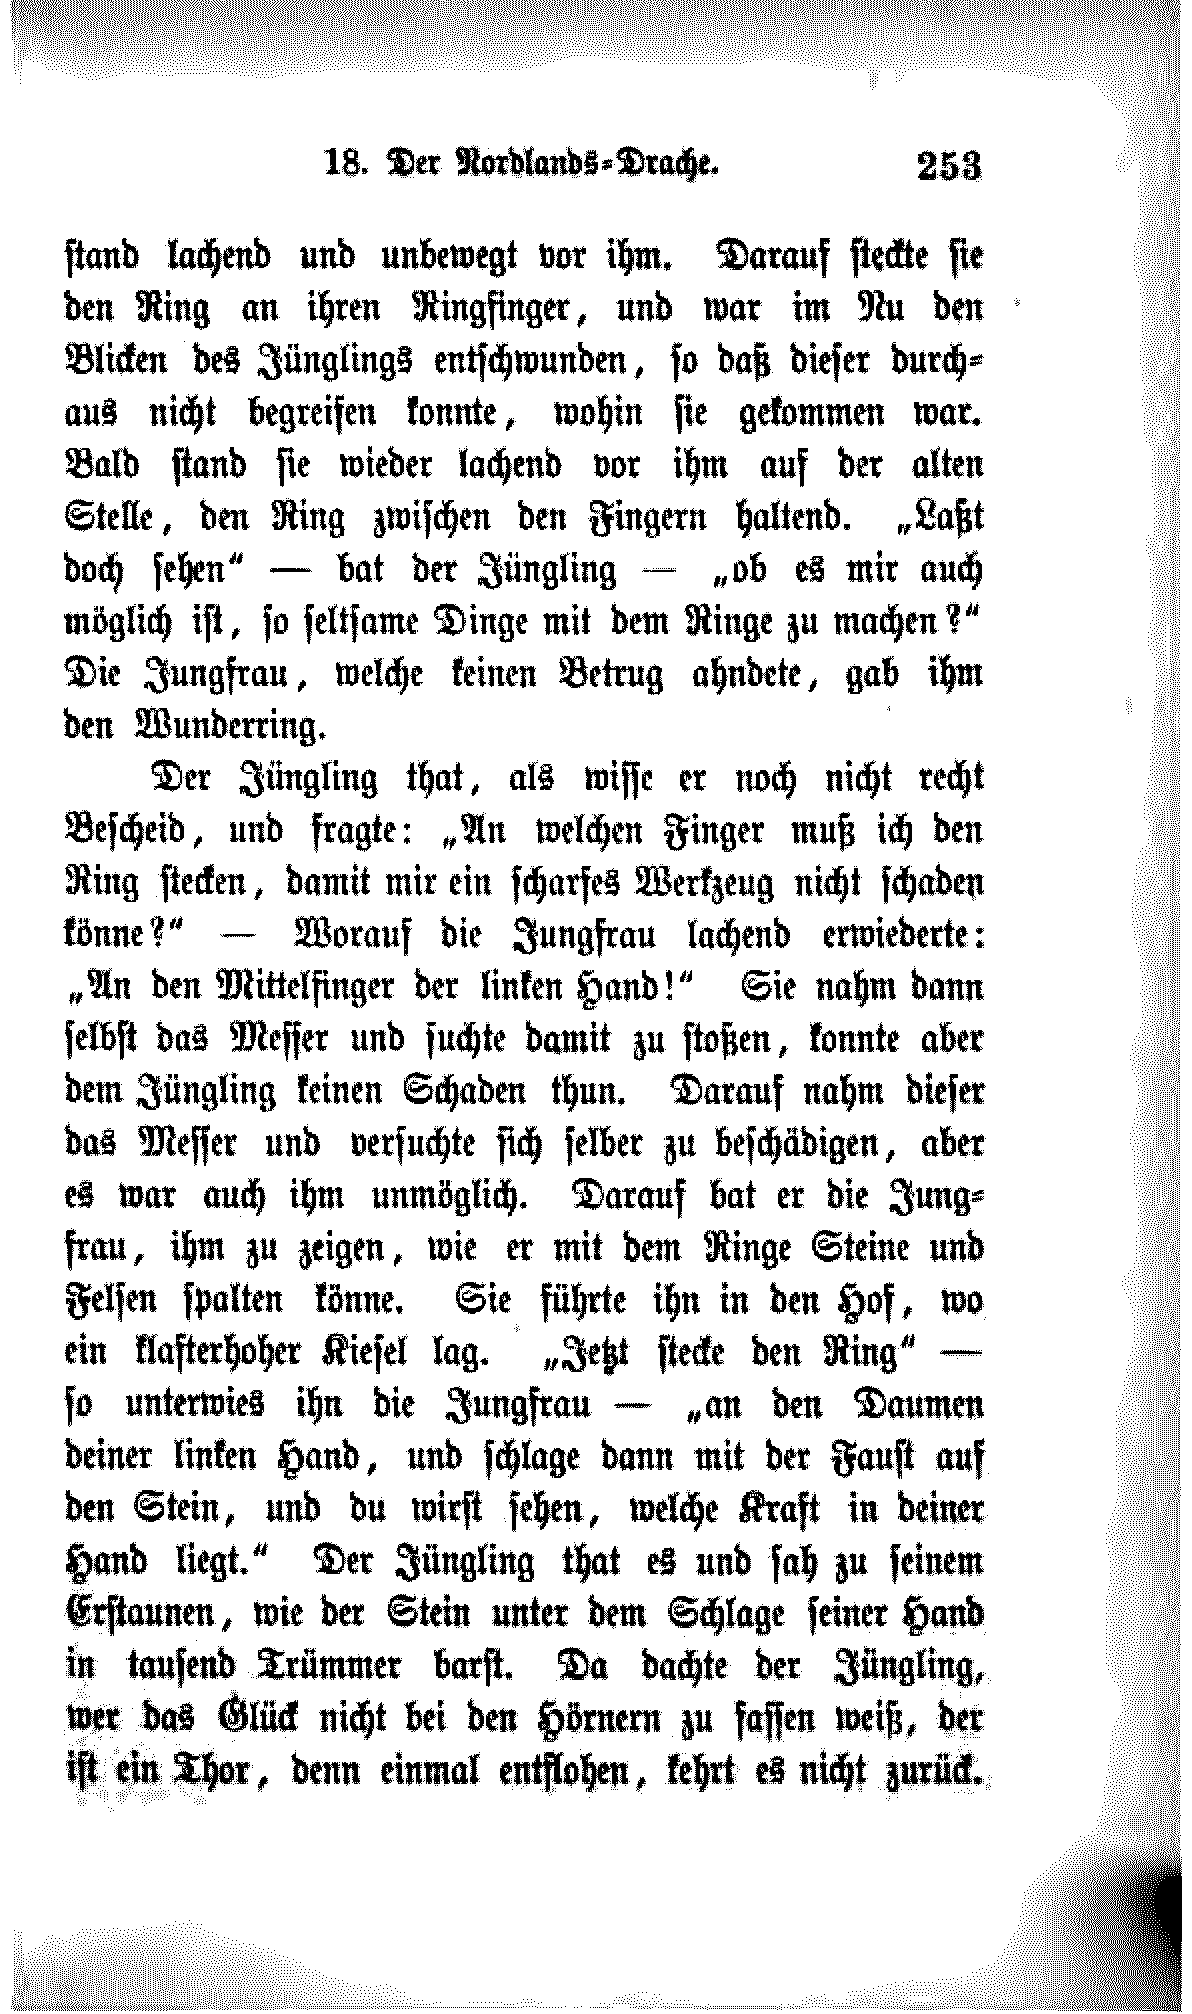 18. Der Nordlands-Drache. 253
stand lachend und unbewegt vor ihm. Darauf steckte sie
den Ring an ihren Ringfinger, und war im Nu den
Blicken des Jünglings entschwunden, so daß dieser durch-
aus nicht begreifen konnte, wohin sie gekommen war.
Bald stand sie wieder lachend vor ihm auf der alten
Stelle, den Ring zwischen den Fingern haltend. „Laßt
doch sehen“ — bat der Jüngling — „ob es mir auch
möglich ist, so seltsame Dinge mit dem Ringe zu machen?“
Die Jungfrau, welche keinen Betrug ahndete, gab ihm
den Wunderring.
Der Jüngling that, als wisse er noch nicht recht
Bescheid, und fragte: „An welchen Finger muß ich den
Ring stecken, damit mir ein scharfes Werkzeug nicht schaden
könne?“ — Worauf die Jungfrau lachend erwiederte:
„An den Mittelfinger der linken Hand!“ Sie nahm dann
selbst das Messer und suchte damit zu stoßen, konnte aber
dem Jüngling keinen Schaden thun. Darauf nahm dieser
das Messer und versuchte sich selber zu beschädigen, aber
es war auch ihm unmöglich. Darauf bat er die Jung-
frau, ihm zu zeigen, wie er mit dem Ringe Steine und
Felsen spalten könne. Sie führte ihn in den Hof, wo
ein klafterhoher Kiesel lag. „Jetzt stecke den Ring“ —
so unterwies ihn die Jungfrau — „an den Daumen
deiner linken Hand, und schlage dann mit der Faust auf
den Stein, und du wirst sehen, welche Kraft in deiner
Hand liegt.“ Der Jüngling that es und sah zu seinem
Erstaunen, wie der Stein unter dem Schlage seiner Hand
in tausend Trümmer barst. Da dachte der Jüngling,
wer das Glück nicht bei den Hörnern zu fassen weiß, der
ist ein Thor, denn einmal entflohen, kehrt es nicht zurück.